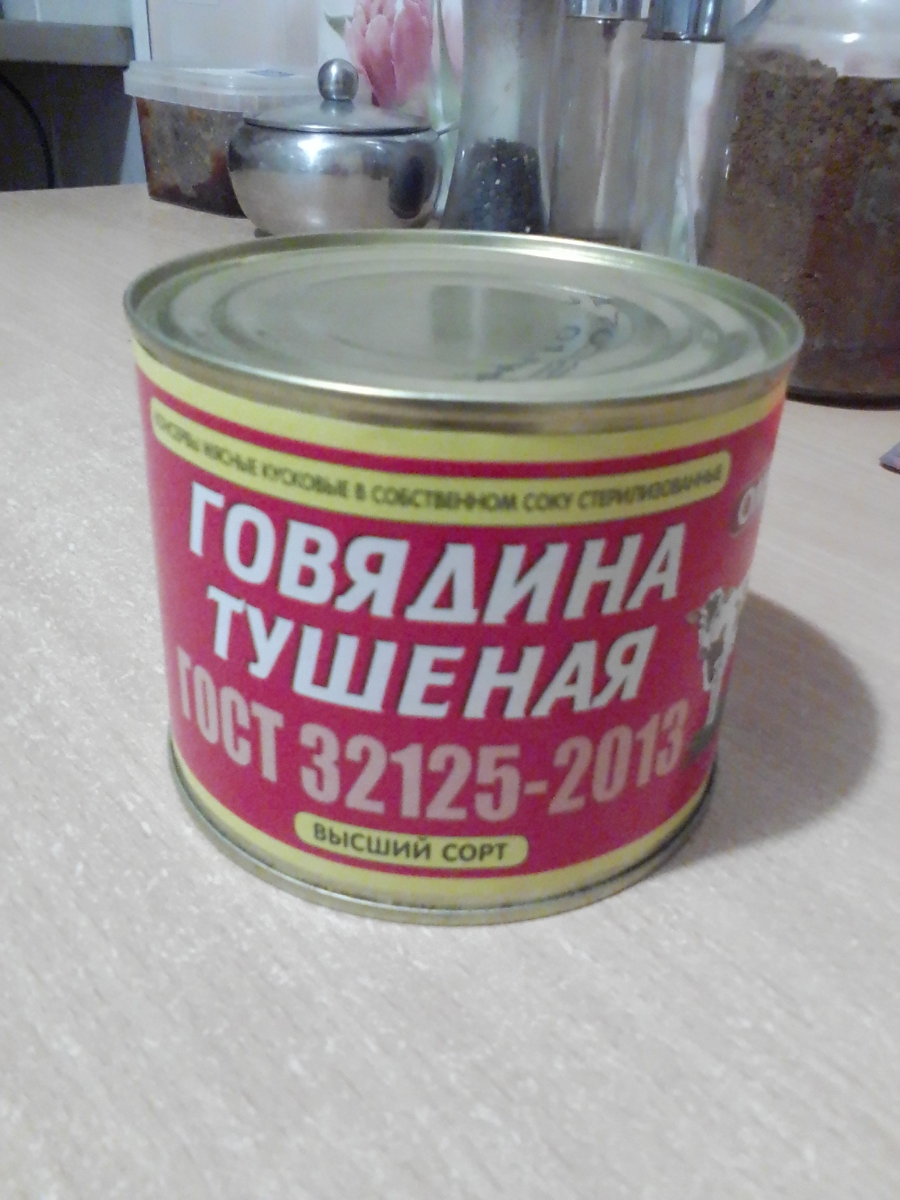 КОНСЕРВЫ МЯСНЫЕ КУСКОВЫЕ В СОБСТВЕННОМ СОКУ СТЕРИЛИЗОВАННЫЕ
ГОВЯДИНА
ТУШЕНАЯ
ГОСТ 32125-2013
ВЫСШИЙ СОРТ